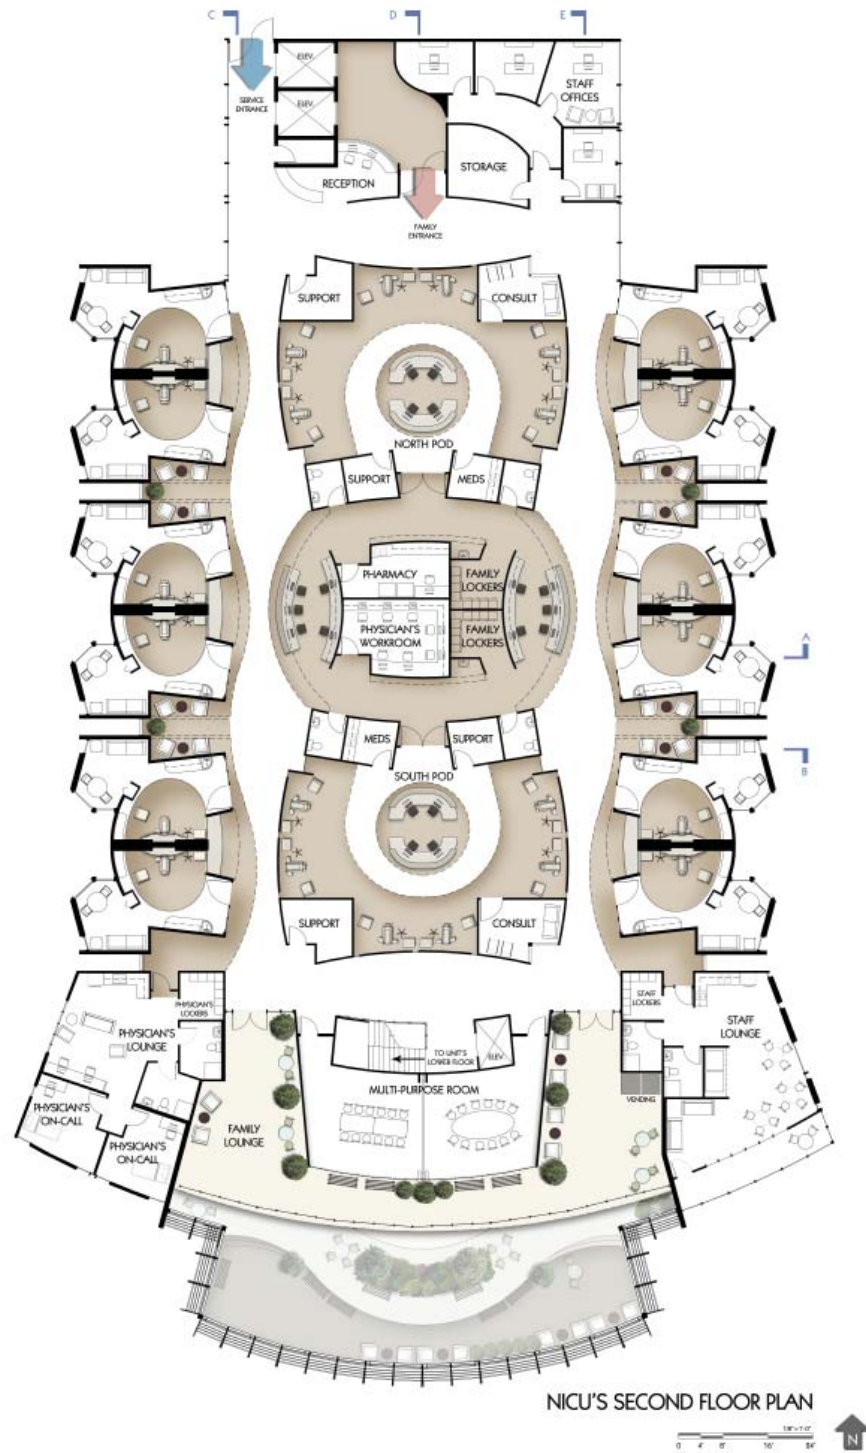 C
D
E
ELEV.
SERVICE
ENTRANCE
ELEV.
STAFF
OFFICES
STORAGE
RECEPTION
FAMILY
ENTRANCE
SUPPORT
CONSULT
NORTH POD
SUPPORT
MEDS
PHARMACY
FAMILY
LOCKERS
PHYSICIAN'S
WORKROOM
FAMILY
LOCKERS
A
MEDS
SUPPORT
B
SOUTH POD
SUPPORT
CONSULT
PHYSICIAN'S
LOCKERS
STAFF
LOCKERS
PHYSICIAN'S
LOUNGE
STAFF
LOUNGE
TO UNIT'S
LOWER FLOOR
ELEV.
MULTI-PURPOSE ROOM
VENDING
PHYSICIAN'S
ON-CALL
FAMILY
LOUNGE
PHYSICIAN'S
ON-CALL
NICU'S SECOND FLOOR PLAN
0 4' 8' 16'
N